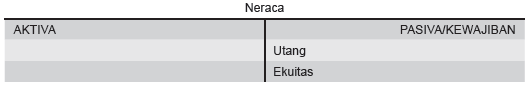 Neraca
AKTIVA PASIVA/KEWAJIBAN
Utang
Ekuitas